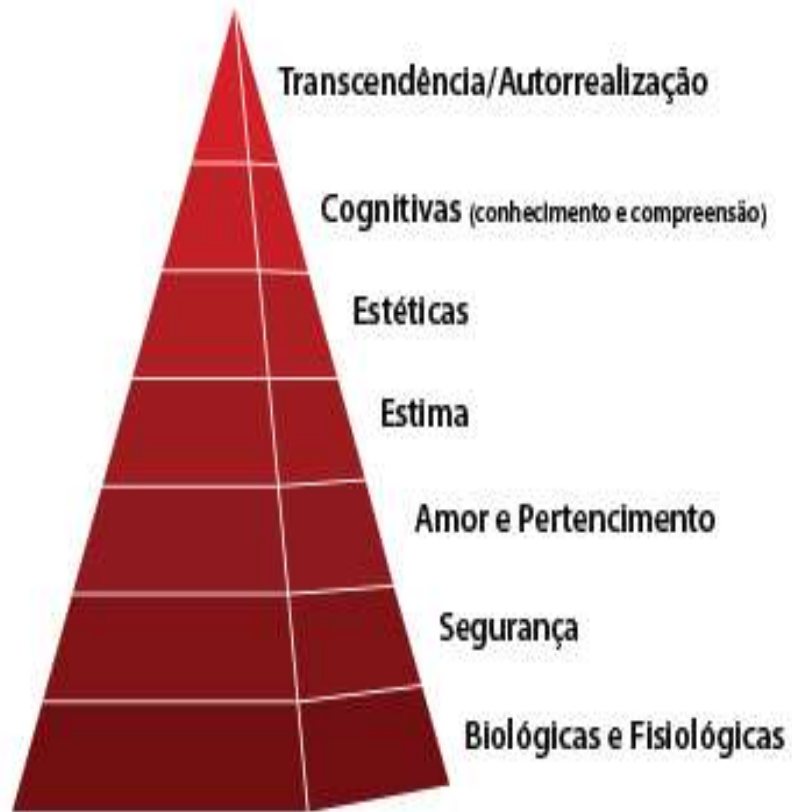 Transcendência/Autorrealização
Cognitivas (conhecimento e compreensão)
Estéticas
Estima
Amor e Pertencimento
Segurança
Biológicas e Fisiológicas